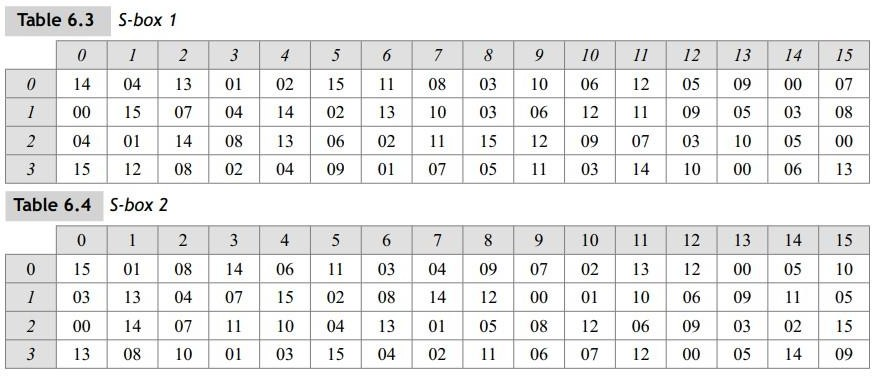 Table 6.3 S-box 1
0 1 2 3 4 5 6 7 8 9 10 11 12 13 14 15
0 14 04 13 01 02 15 11 08 03 10 06 12 05 09 00 07
1 00 15 07 04 14 02 13 10 03 06 12 11 09 05 03 08
2 04 01 14 08 13 06 02 11 15 12 09 07 03 10 05 00
3 15 12 08 02 04 09 01 07 05 11 03 14 10 00 06 13
Table 6.4 S-box 2
0 1 2 3 4 5 6 7 8 9 10 11 12 13 14 15
0 15 01 08 14 06 11 03 04 09 07 02 13 12 00 05 10
1 03 13 04 07 15 02 08 14 12 00 01 10 06 09 11 05
2 00 14 07 11 10 04 13 01 05 08 12 06 09 03 02 15
3 13 08 10 01 03 15 04 02 11 06 07 12 00 05 14 09